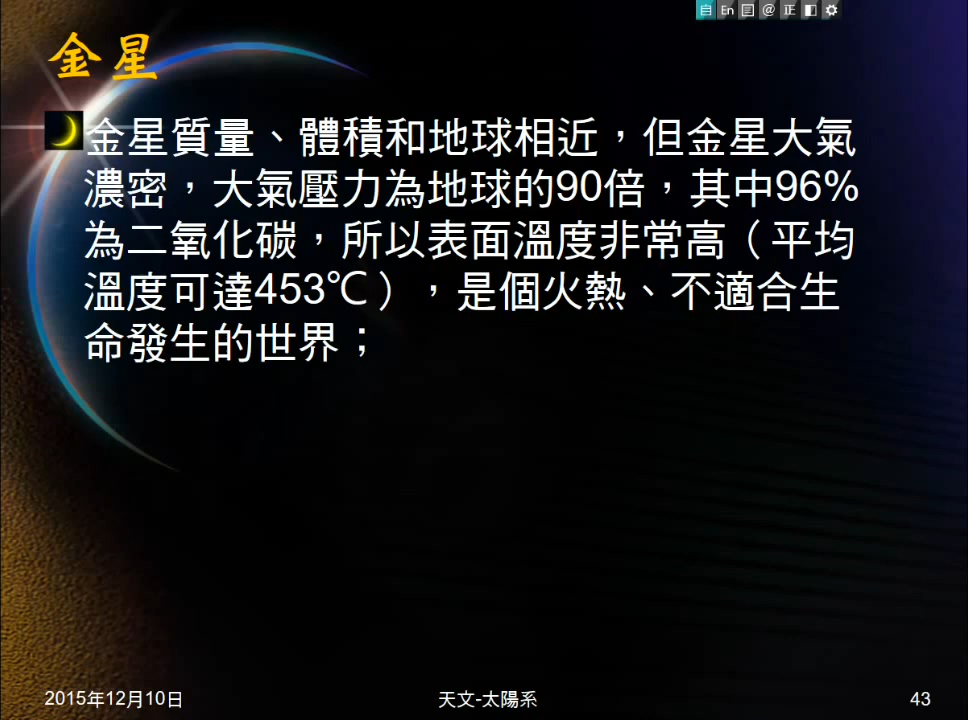 自 En @ 正
金星
金星質量、體積和地球相近，但金星大氣
濃密，大氣壓力為地球的90倍，其中96%
為二氧化碳，所以表面溫度非常高（平均
溫度可達453℃），是個火熱、不適合生
命發生的世界；
2015年12月10日
天文-太陽系
43